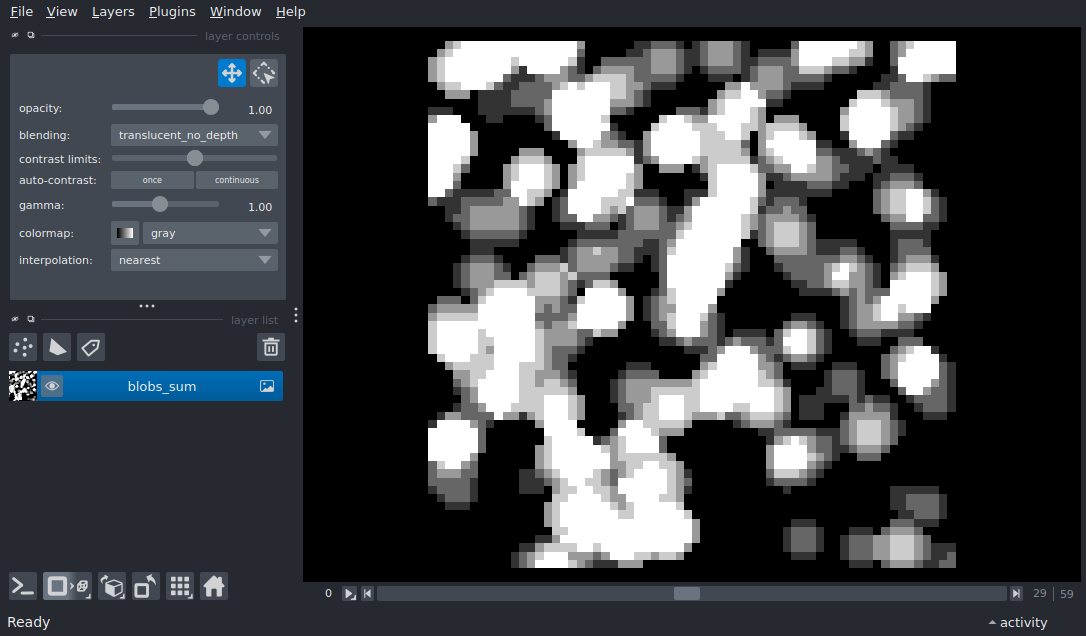 File View Layers Plugins Window Help
layer controls
opacity: 1.00
blending: translucent_no_depth
contrast limits:
auto-contrast: once continuous
gamma: 1.00
colormap: gray
interpolation: nearest
layer list
blobs_sum
0 29 59
Ready activity